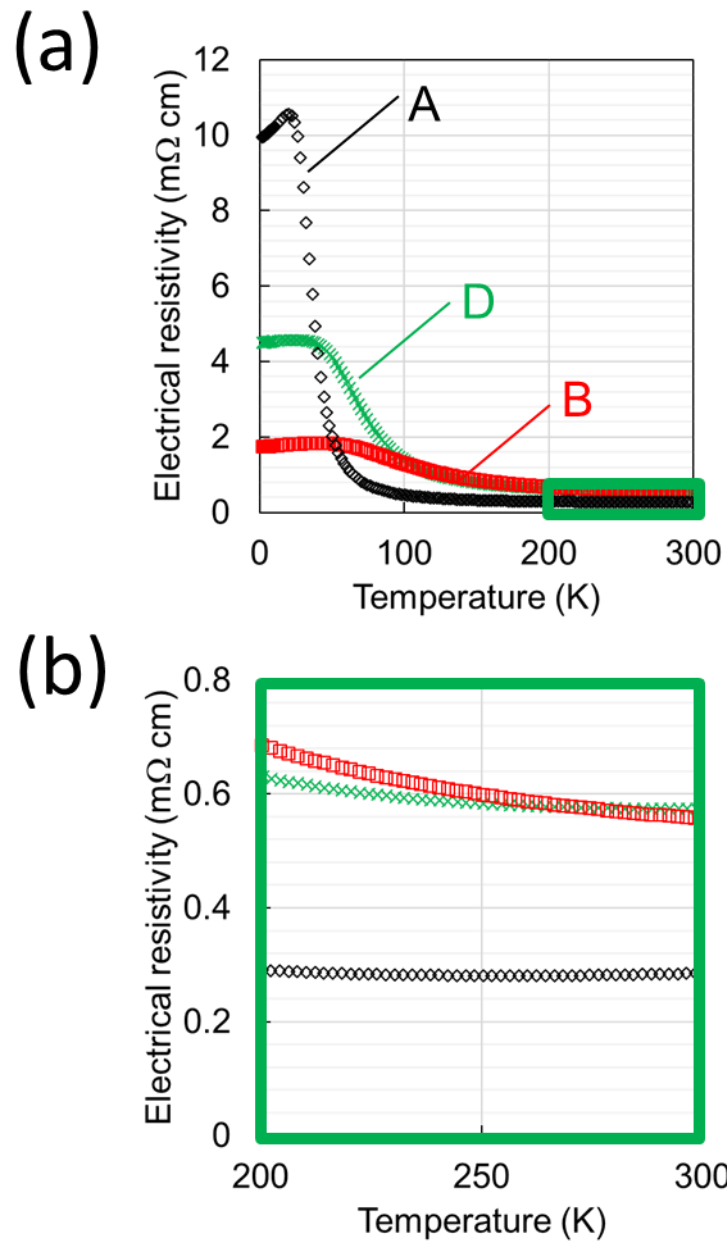 (a)
Electrical resistivity (mΩ cm)
12
10
8
6
4
2
0
A
D
B
0 100 200 300
Temperature (K)
(b)
Electrical resistivity (mΩ cm)
0.8
0.6
0.4
0.2
0
200 250 300
Temperature (K)